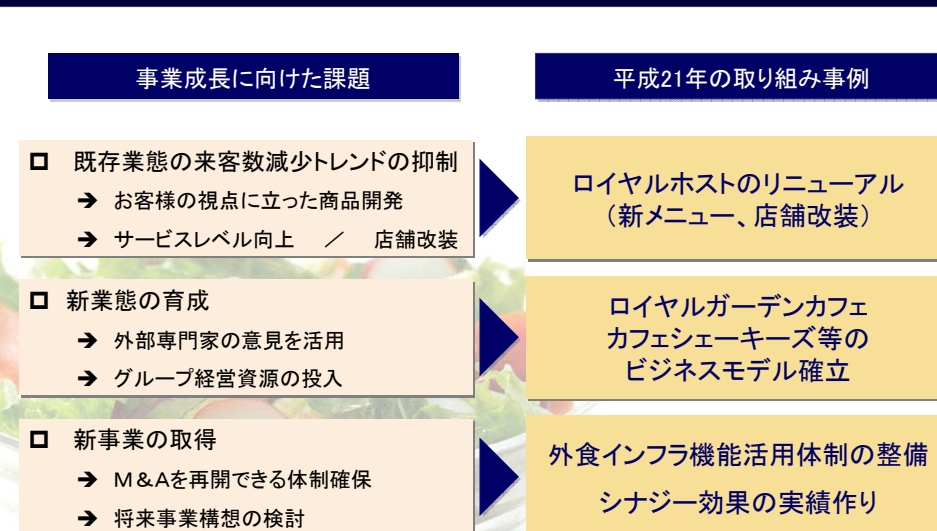 事業成長に向けた課題
平成21年の取り組み事例
既存業態の来客数減少トレンドの抑制
➔ お客様の視点に立った商品開発
➔ サービスレベル向上 / 店舗改装
ロイヤルホストのリニューアル
(新メニュー、店舗改装)
新業態の育成
➔ 外部専門家の意見を活用
➔ グループ経営資源の投入
ロイヤルガーデンカフェ
カフェシェーキーズ等の
ビジネスモデル確立
新事業の取得
➔ M&Aを再開できる体制確保
➔ 将来事業構想の検討
外食インフラ機能活用体制の整備
シナジー効果の実績作り